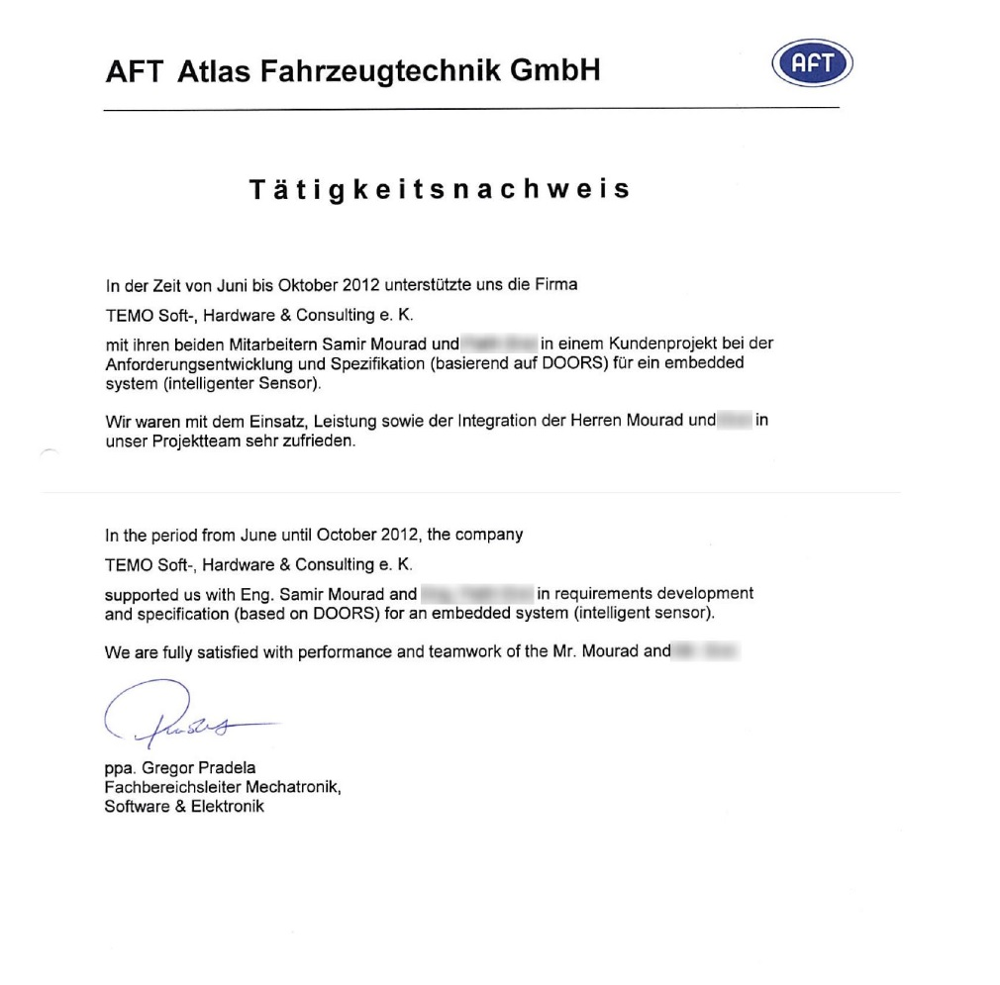 AFT Atlas Fahrzeugtechnik GmbH
AFT
Tätigkeitsnachweis
In der Zeit von Juni bis Oktober 2012 unterstützte uns die Firma
TEMO Soft-, Hardware & Consulting e. K.
mit ihren beiden Mitarbeitern Samir Mourad und in einem Kundenprojekt bei der
Anforderungsentwicklung und Spezifikation (basierend auf DOORS) für ein embedded
system (intelligenter Sensor).
Wir waren mit dem Einsatz, Leistung sowie der Integration der Herren Mourad und in
unser Projektteam sehr zufrieden.
In the period from June until October 2012, the company
TEMO Soft-, Hardware & Consulting e. K.
supported us with Eng. Samir Mourad and in requirements development
and specification (based on DOORS) for an embedded system (intelligent sensor).
We are fully satisfied with performance and teamwork of the Mr. Mourad and
ppa. Gregor Pradela
Fachbereichsleiter Mechatronik,
Software & Elektronik